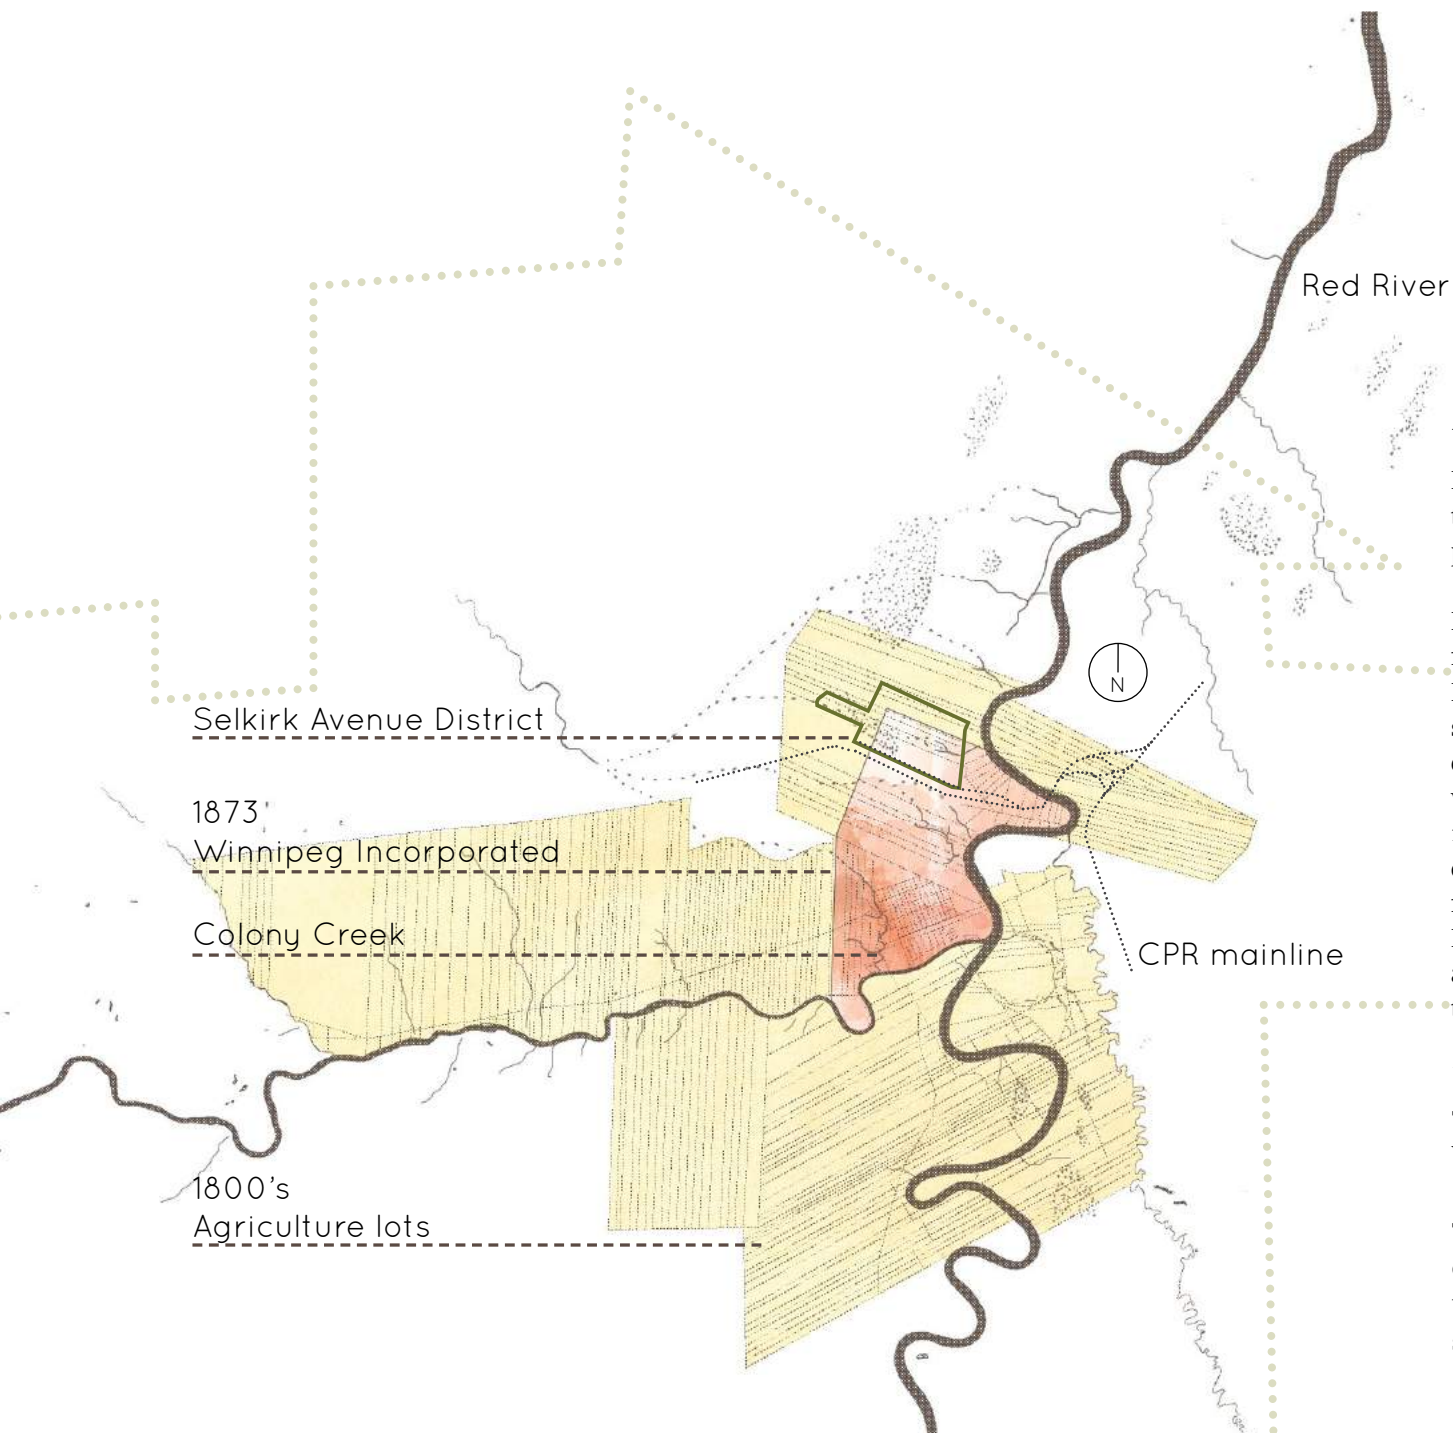 Red River
N
Selkirk Avenue District
1873
Winnipeg Incorporated
Colony Creek
CPR mainline
1800's
Agriculture lots